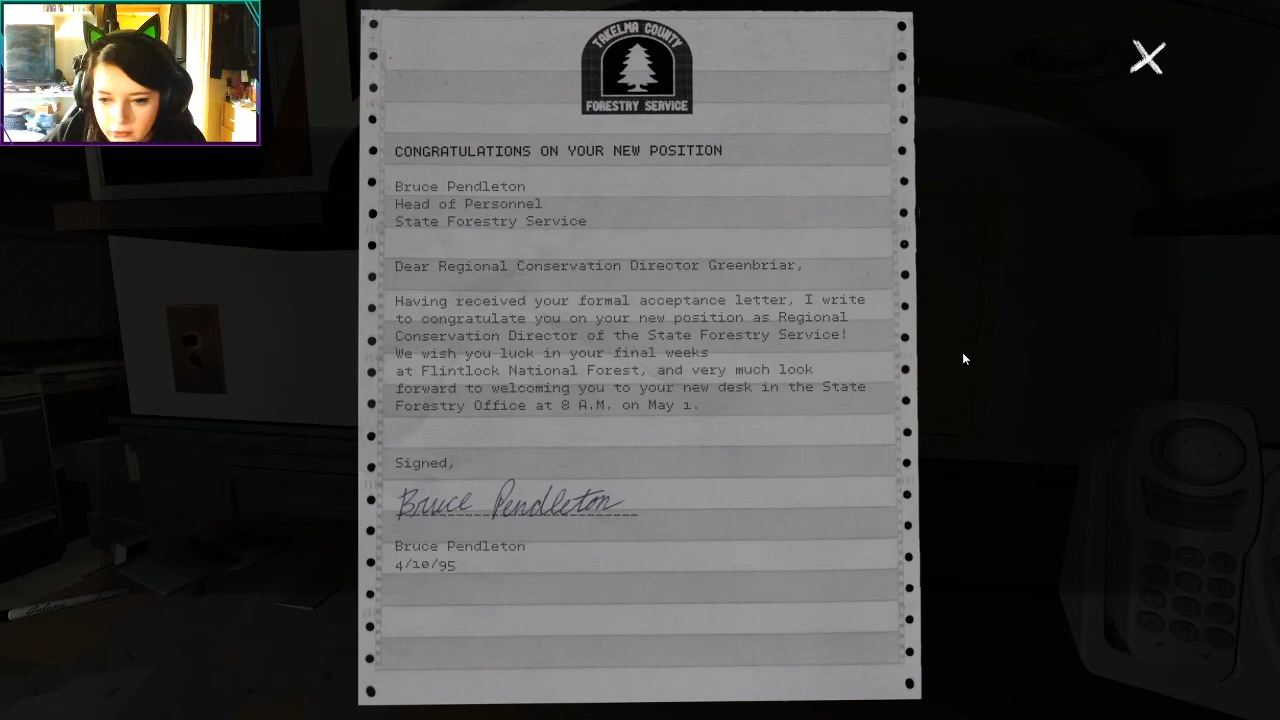 TAKELMA COUNTY
FORESTRY SERVICE
CONGRATULATIONS ON YOUR NEW POSITION
Bruce Pendleton
Head of Personnel
State Forestry Service
Dear Regional Conservation Director Greenbriar,
Having received your formal acceptance letter, I write
to congratulate you on your new position as Regional
Conservation Director of the State Forestry Service!
We wish you luck in your final weeks
at Flintlock National Forest, and very much look
forward to welcoming you to your new desk in the State
Forestry Office at 8 A.M. on May 1.
Signed,
Bruce Pendleton
Bruce Pendleton
4/10/95